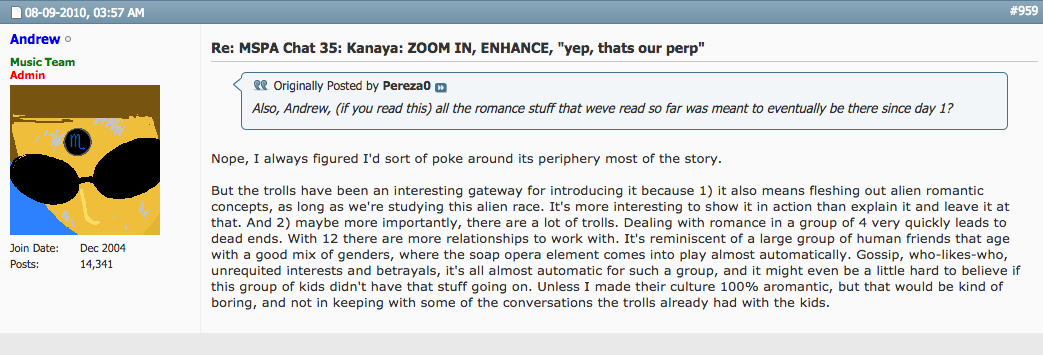 08-09-2010, 03:57 AM
#959
Andrew
Music Team
Admin
Join Date: Dec 2004
Posts: 14,341
Re: MSPA Chat 35: Kanaya: ZOOM IN, ENHANCE, "yep, thats our perp"
Originally Posted by Pereza0
Also, Andrew, (if you read this) all the romance stuff that weve read so far was meant to eventually be there since day 1?
Nope, I always figured I'd sort of poke around its periphery most of the story.
But the trolls have been an interesting gateway for introducing it because 1) it also means fleshing out alien romantic
concepts, as long as we're studying this alien race. It's more interesting to show it in action than explain it and leave it at
that. And 2) maybe more importantly, there are a lot of trolls. Dealing with romance in a group of 4 very quickly leads to
dead ends. With 12 there are more relationships to work with. It's reminiscent of a large group of human friends that age
with a good mix of genders, where the soap opera element comes into play almost automatically. Gossip, who-likes-who,
unrequited interests and betrayals, it's all almost automatic for such a group, and it might even be a little hard to believe if
this group of kids didn't have that stuff going on. Unless I made their culture 100% aromantic, but that would be kind of
boring, and not in keeping with some of the conversations the trolls already had with the kids.